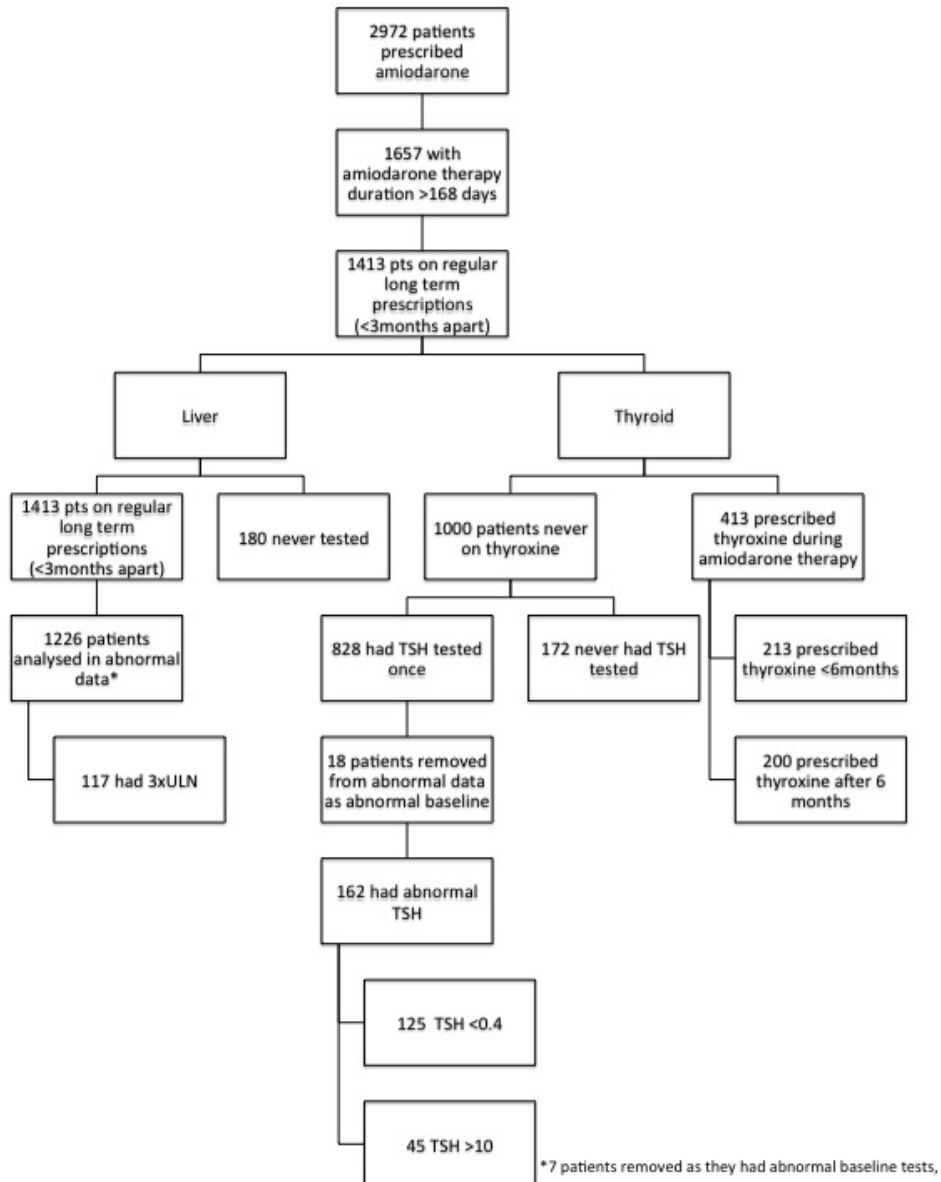 2972 patients
prescribed
amiodarone
1657 with
amiodarone therapy
duration >168 days
1413 pts on regular
long term
prescriptions
(<3months apart)
Liver
Thyroid
1413 pts on regular
long term
prescriptions
(<3months apart)
180 never tested
1000 patients never
on thyroxine
413 prescribed
thyroxine during
amiodarone therapy
1226 patients
analysed in abnormal
data*
828 had TSH tested
once
172 never had TSH
tested
213 prescribed
thyroxine <6months
117 had 3xULN
18 patients removed
from abnormal data
as abnormal baseline
200 prescribed
thyroxine after 6
months
162 had abnormal
TSH
125 TSH <0.4
45 TSH >10
*7 patients removed as they had abnormal baseline tests,